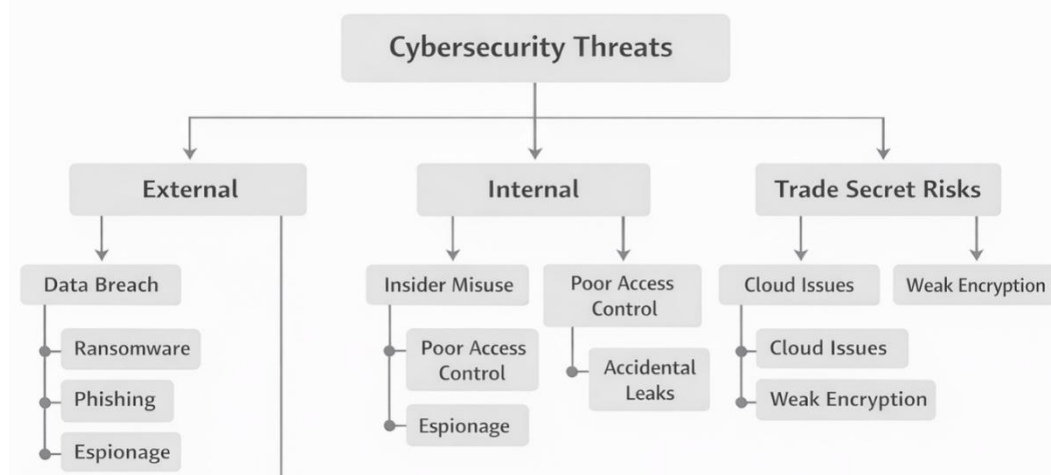 Cybersecurity Threats
External
Internal
Trade Secret Risks
Data Breach
Ransomware
Phishing
Espionage
Insider Misuse
Poor Access
Control
Espionage
Poor Access
Control
Accidental
Leaks
Cloud Issues
Cloud Issues
Weak Encryption
Weak Encryption